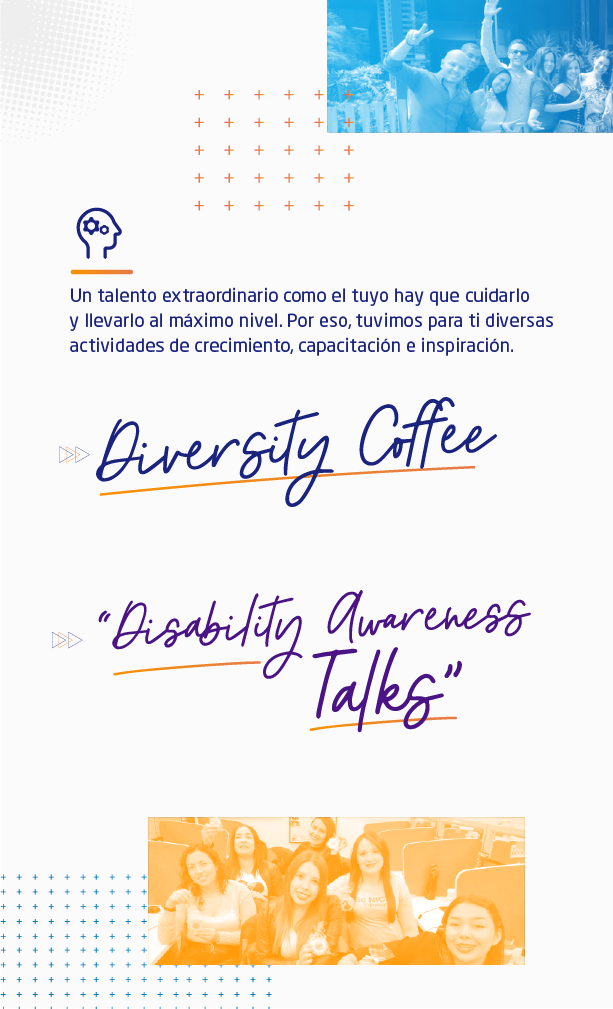 Un talento extraordinario como el tuyo hay que cuidarlo
y llevarlo al máximo nivel. Por eso, tuvimos para ti diversas
actividades de crecimiento, capacitación e inspiración.
Diversity Coffee
“Disability Awareness
Talks”